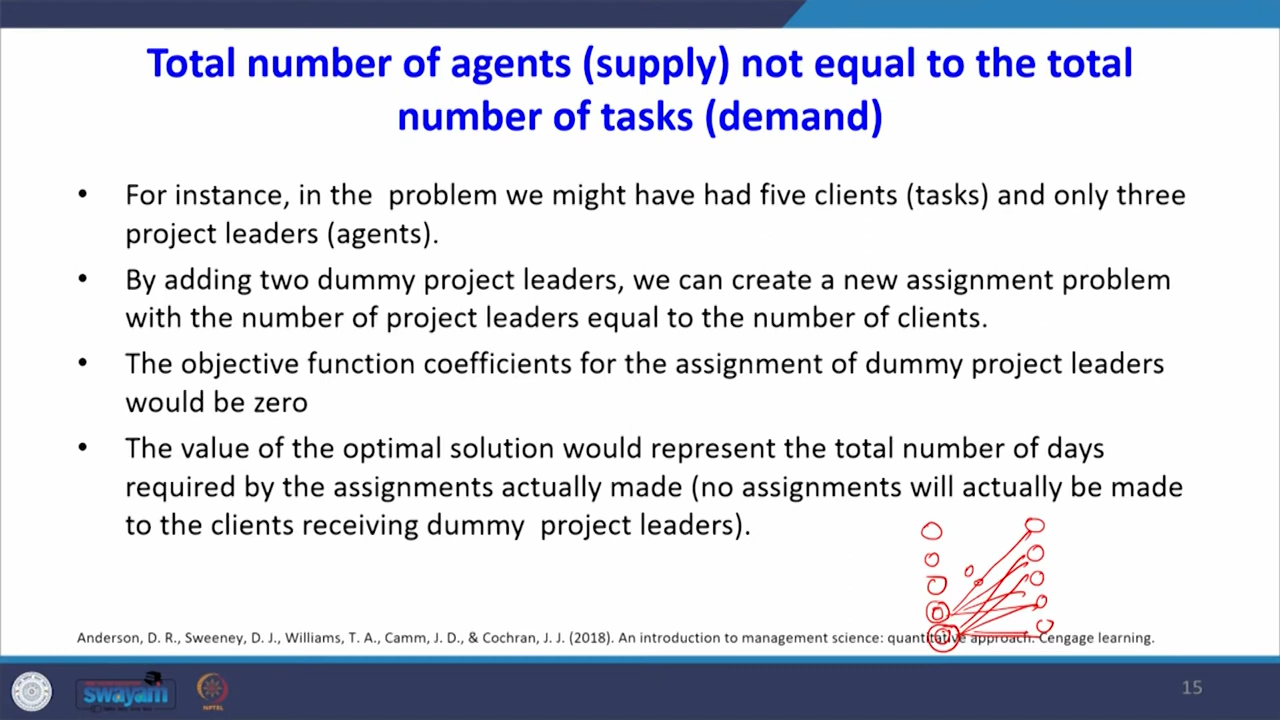 Total number of agents (supply) not equal to the total
number of tasks (demand)
• For instance, in the problem we might have had five clients (tasks) and only three
project leaders (agents).
• By adding two dummy project leaders, we can create a new assignment problem
with the number of project leaders equal to the number of clients.
• The objective function coefficients for the assignment of dummy project leaders
would be zero
• The value of the optimal solution would represent the total number of days
required by the assignments actually made (no assignments will actually be made
to the clients receiving dummy project leaders).
Anderson, D. R., Sweeney, D. J., Williams, T. A., Camm, J. D., & Cochran, J. J. (2018). An introduction to management science: quantitative approach. Cengage learning.
swayam
NPTEL
15